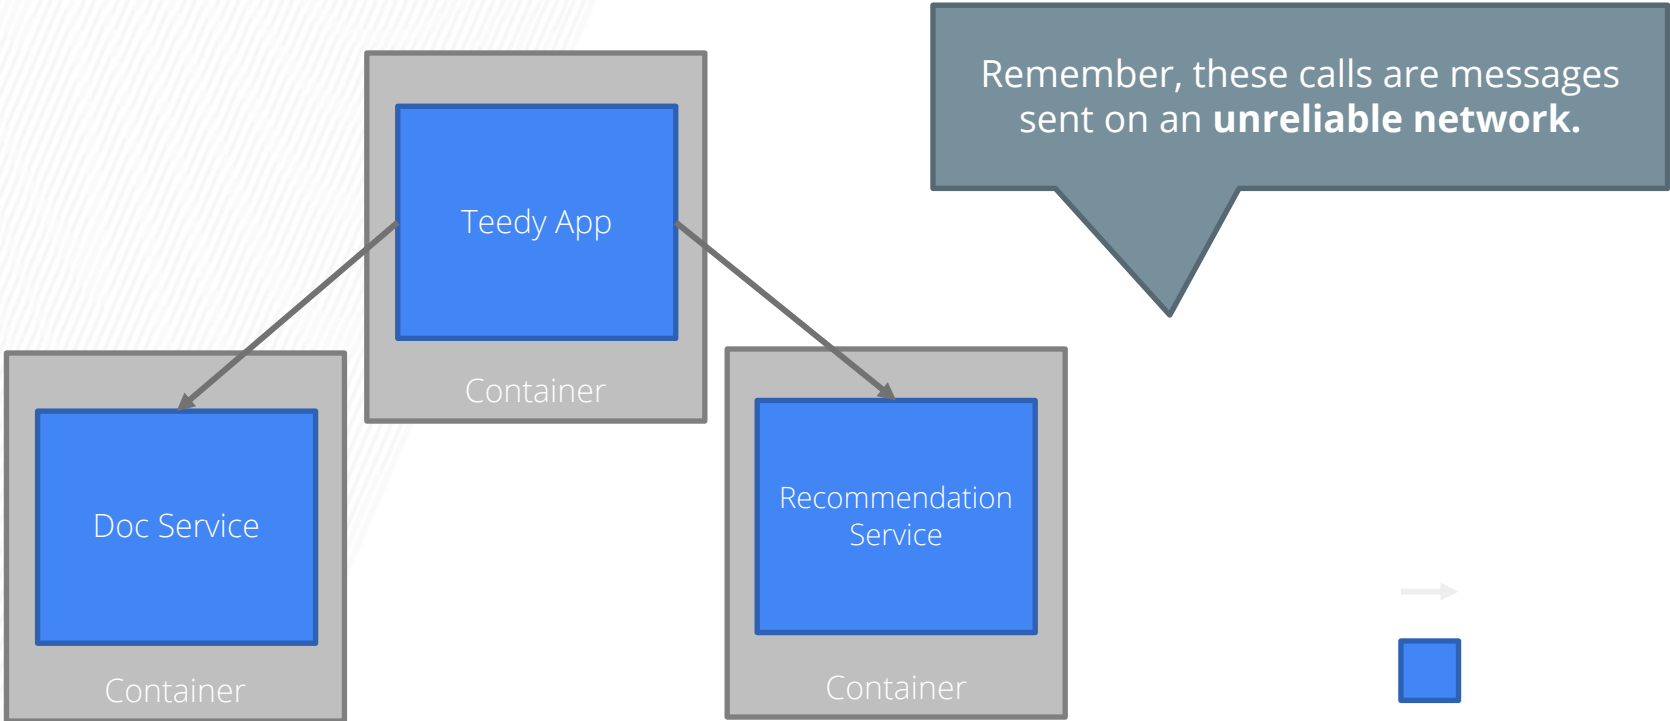 Remember, these calls are messages
sent on an unreliable network.
Teedy App
Container
Doc Service
Container
Recommendation
Service
Container